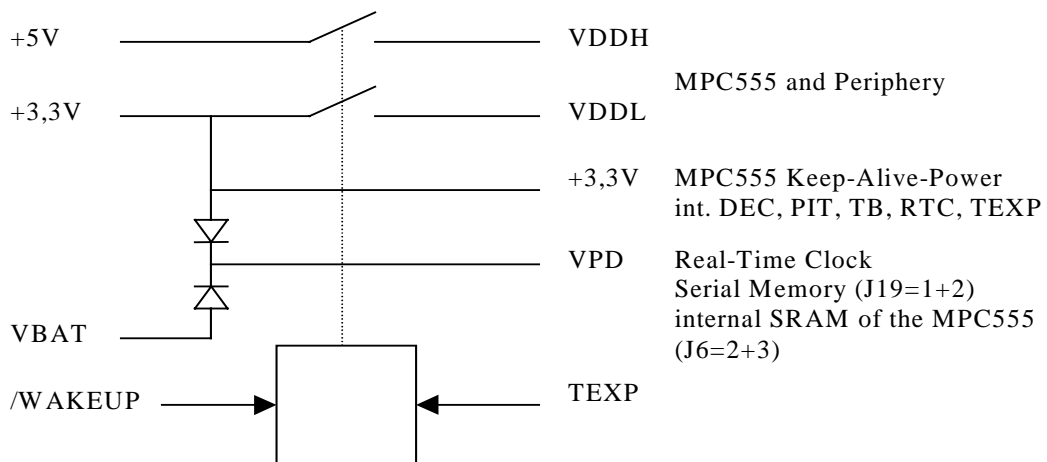 +5V
VDDH
MPC555 and Periphery
+3,3V
VDDL
+3,3V
MPC555 Keep-Alive-Power
int. DEC, PIT, TB, RTC, TEXP
VPD
Real-Time Clock
Serial Memory (J19=1+2)
internal SRAM of the MPC555
(J6=2+3)
VBAT
/WAKEUP
TEXP